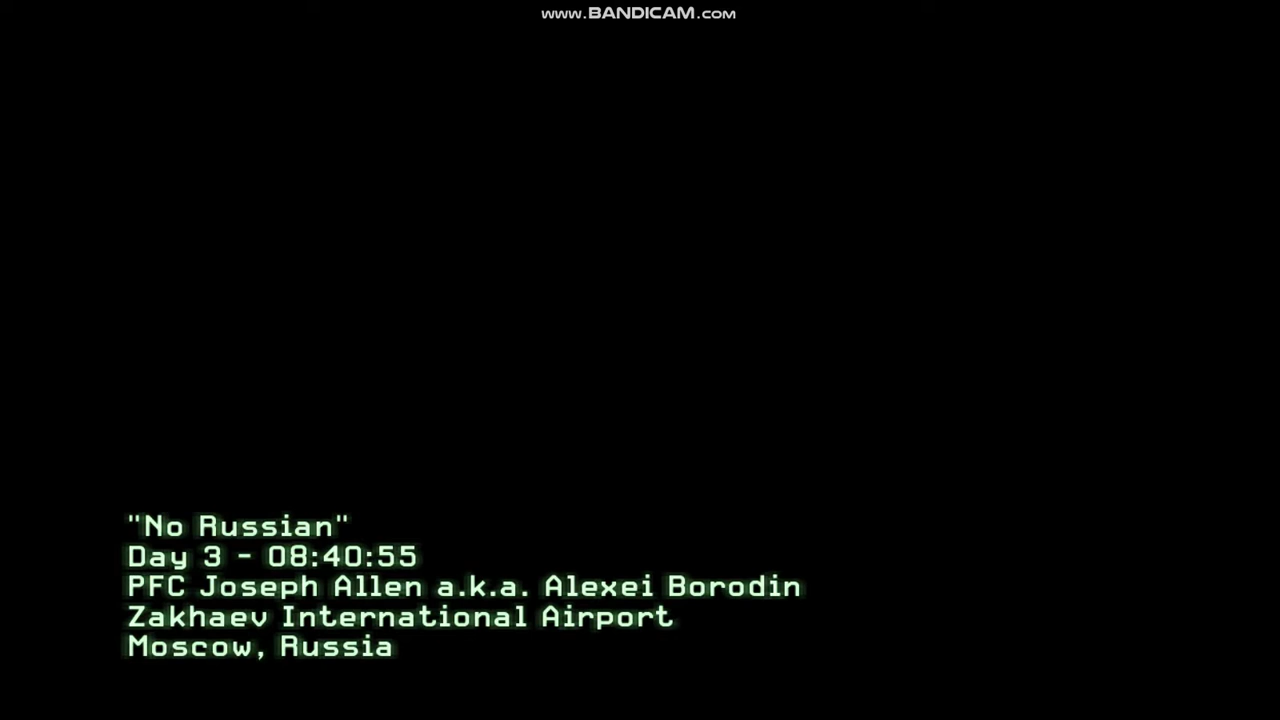 www.BANDICAM.com
"No Russian"
Day 3 - 08:40:55
PFC Joseph Allen a.k.a. Alexei Borodin
Zakhaev International Airport
Moscow, Russia